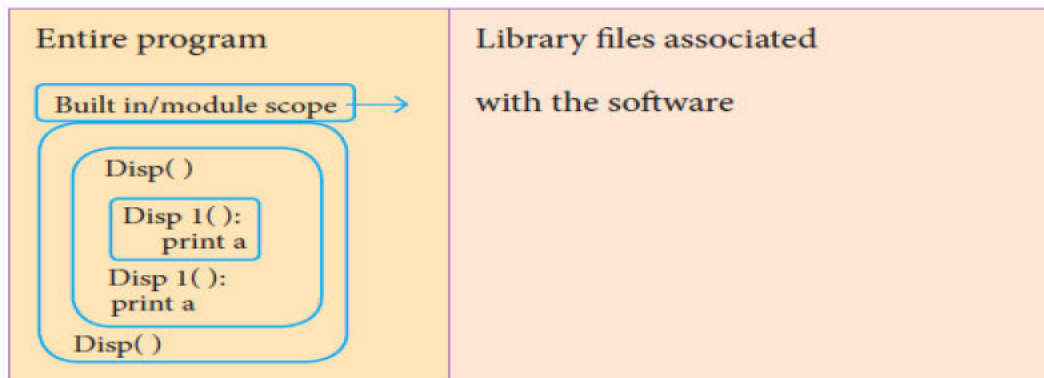 Entire program
Built in/module scope
Disp( )
Disp 1( ):
print a
Disp 1( ):
print a
Disp( )
Library files associated
with the software